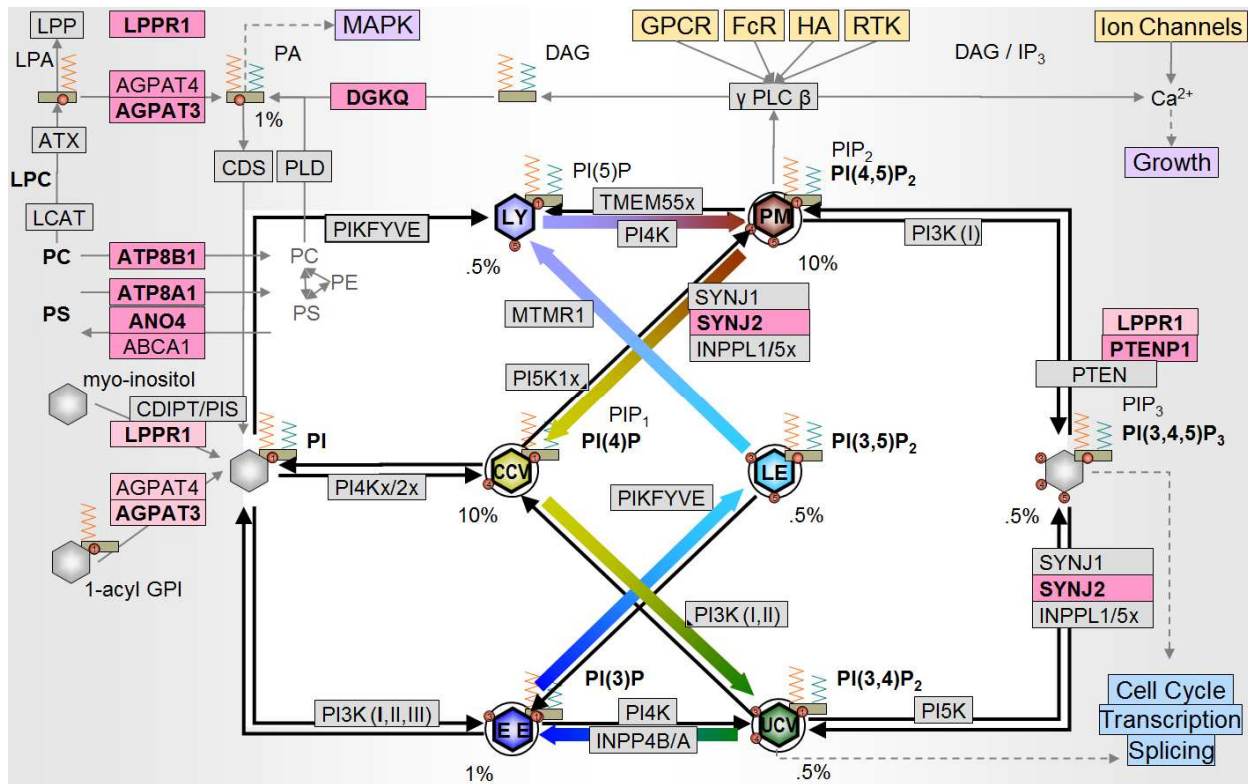 LPP
LPPR1
MAPK
GPCR
FcR
HA
RTK
Ion Channels
LPA
PA
DAG
DAG / IP3
AGPAT4
AGPAT3
DGKQ
γ PLC β
Ca2+
1%
ATX
CDS
PLD
Growth
LPC
LCAT
PI(5)P
PIP2
PI(4,5)P2
TMEM55x
LY
PM
PIKFYVE
PI4K
PI3K (I)
PC
ATP8B1
PC
.5%
10%
PE
ATP8A1
PS
PS
ANO4
ABCA1
MTMR1
SYNJ1
SYNJ2
INPPL1/5x
LPPR1
PTENP1
PTEN
myo-inositol
CDIPT/PIS
LPPR1
PI5K1x
PIP1
PI(4)P
PI
PI(3,5)P2
PIP3
PI(3,4,5)P3
CCV
LE
AGPAT4
AGPAT3
PI4Kx/2x
PIKFYVE
10%
.5%
.5%
1-acyl GPI
SYNJ1
SYNJ2
INPPL1/5x
PI3K (I,II)
PI(3)P
PI(3,4)P2
PI3K (I,II,III)
EE
PI4K
INPP4B/A
UCV
PI5K
1%
.5%
Cell Cycle
Transcription
Splicing